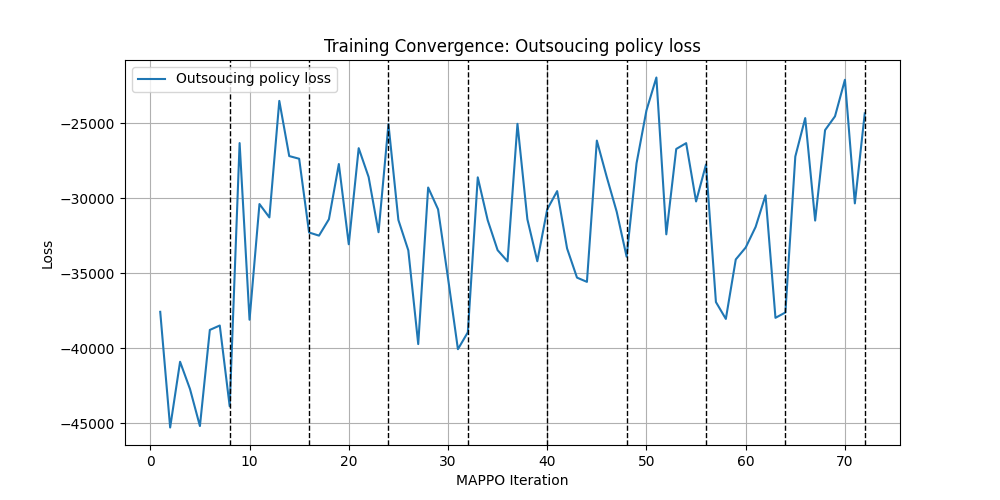 Training Convergence: Outsoucing policy loss
Outsoucing policy loss
−25000
−30000
−35000
−40000
−45000
Loss
0 10 20 30 40 50 60 70
MAPPO Iteration